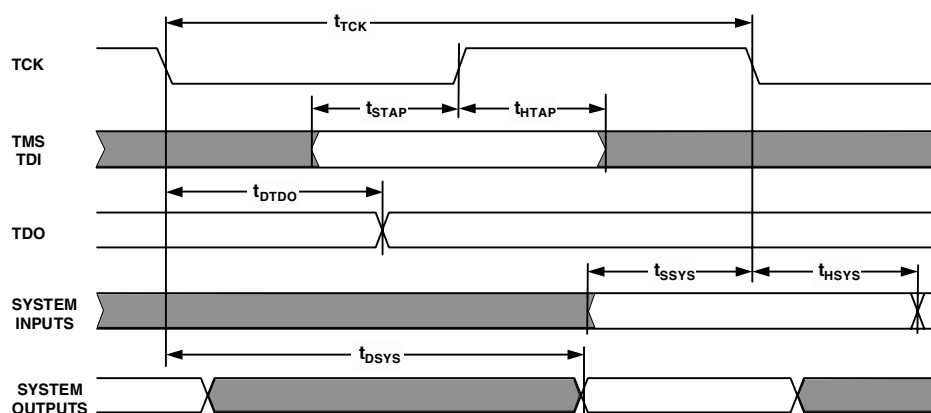 tTCK
TCK
tSTAP
tHTAP
TMS
TDI
tDTDO
TDO
tSSYS
tHSYS
SYSTEM
INPUTS
tDSYS
SYSTEM
OUTPUTS